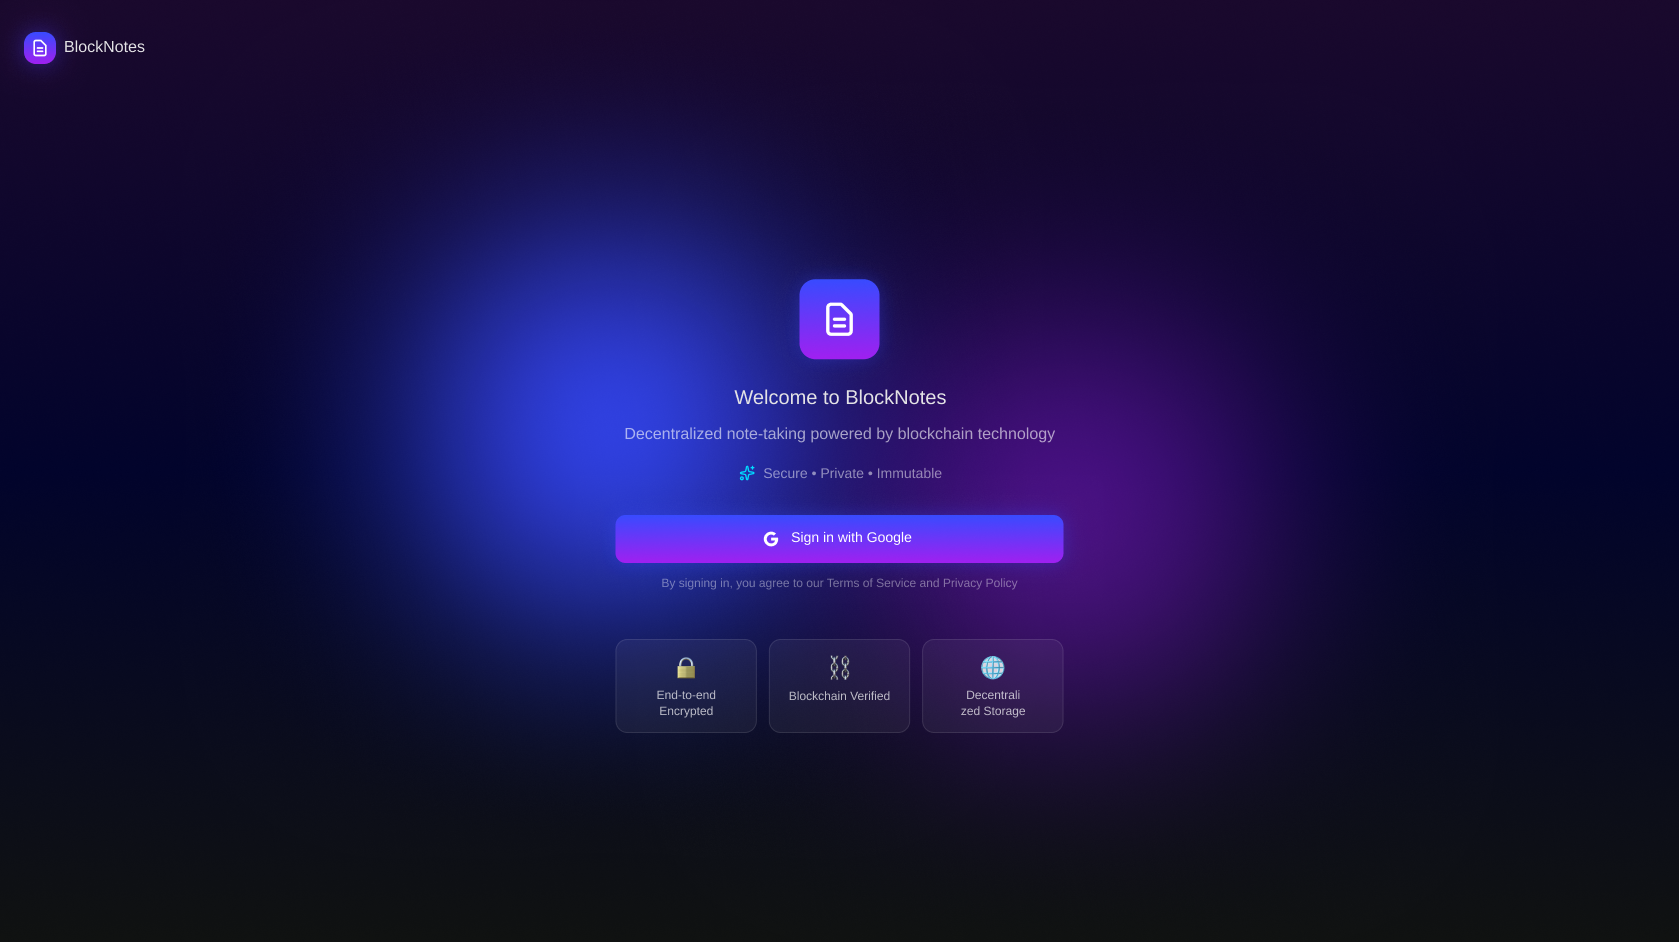 BlockNotes
Welcome to BlockNotes
Decentralized note-taking powered by blockchain technology
Secure • Private • Immutable
Sign in with Google
By signing in, you agree to our Terms of Service and Privacy Policy
End-to-end
Encrypted
Blockchain Verified
Decentrali
zed Storage